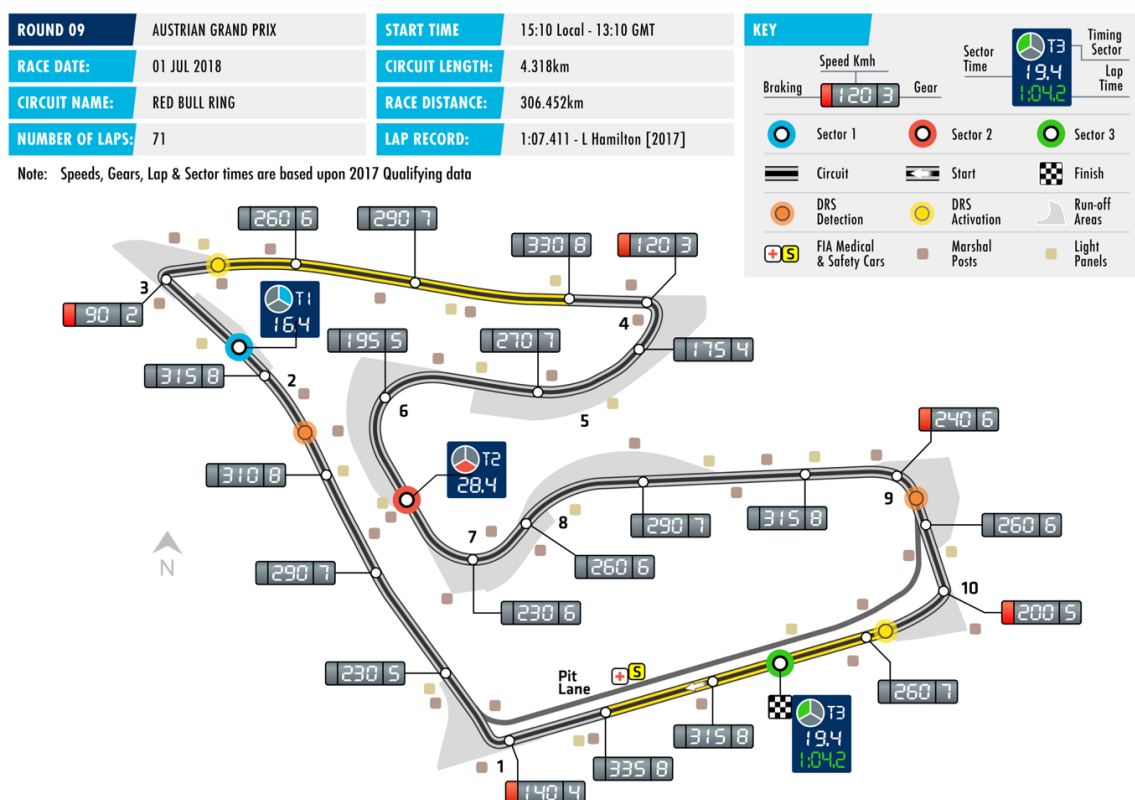 ROUND 09 AUSTRIAN GRAND PRIX START TIME 15:10 Local - 13:10 GMT
RACE DATE: 01 JUL 2018 CIRCUIT LENGTH: 4.318km
CIRCUIT NAME: RED BULL RING RACE DISTANCE: 306.452km
NUMBER OF LAPS: 71 LAP RECORD: 1:07.411 - L Hamilton [2017]
Note: Speeds, Gears, Lap & Sector times are based upon 2017 Qualifying data
KEY
Speed Kmh
Braking 120 3 Gear
Sector Time
T3
19.4
1:04.2
Timing Sector
Lap Time
Sector 1 Sector 2 Sector 3
Circuit Start Finish
DRS Detection DRS Activation Run-off Areas
FIA Medical & Safety Cars Marshal Posts Light Panels
S
260 6
290 7
330 8
120 3
3
90 2
T1
16.4
4
195 5
270 7
175 4
315 8
2
6
5
240 6
310 8
T2
28.4
9
8
290 7
315 8
260 6
7
N
290 7
260 6
10
230 6
200 5
230 5
Pit Lane
S
260 7
T3
19.4
1:04.2
315 8
1
335 8
140 4